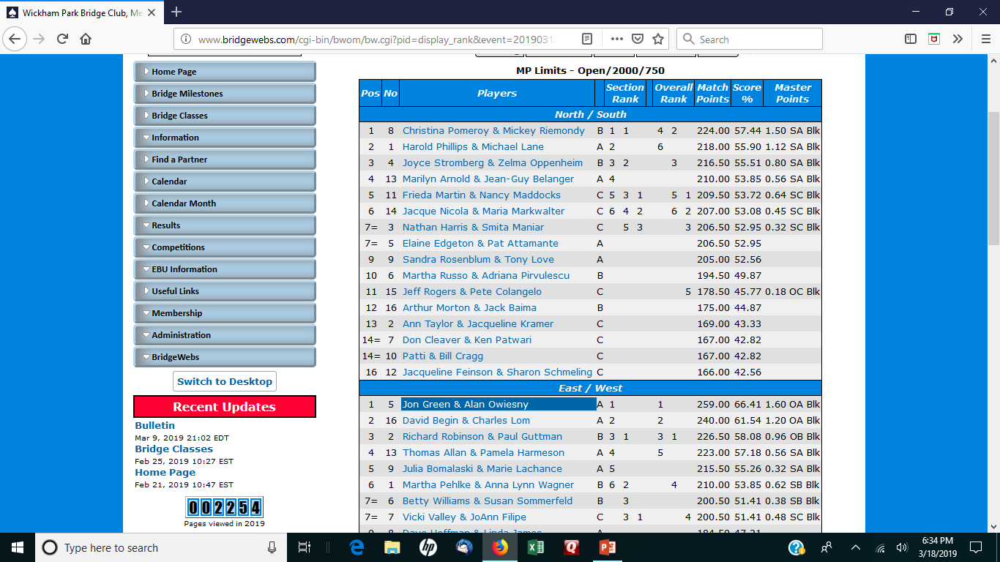 Wickham Park Bridge Club, Me
www.bridgewebs.com/cgi-bin/bwom/bw.cgi?pid=display_rank&event=2019031
Search
Home Page
Bridge Milestones
Bridge Classes
Information
Find a Partner
Calendar
Calendar Month
Results
Competitions
EBU Information
Useful Links
Membership
Administration
BridgeWebs
Switch to Desktop
Recent Updates
Bulletin
Mar 9, 2019 21:02 EDT
Bridge Classes
Feb 25, 2019 10:27 EST
Home Page
Feb 21, 2019 10:47 EST
002254
Pages viewed in 2019
MP Limits - Open/2000/750
Pos No Players Section Rank Overall Rank Match Points Score % Master Points
North / South
1 8 Christina Pomeroy & Mickey Riemondy B 1 1 4 2 224.00 57.44 1.50 SA Blk
2 1 Harold Phillips & Michael Lane A 2 6 218.00 55.90 1.12 SA Blk
3 4 Joyce Stromberg & Zelma Oppenheim B 3 2 3 216.50 55.51 0.80 SA Blk
4 13 Marilyn Arnold & Jean-Guy Belanger A 4 210.00 53.85 0.56 SA Blk
5 11 Frieda Martin & Nancy Maddocks C 5 3 1 5 1 209.50 53.72 0.64 SC Blk
6 14 Jacque Nicola & Maria Markwalter C 6 4 2 6 2 207.00 53.08 0.45 SC Blk
7= 3 Nathan Harris & Smita Maniar C 5 3 3 206.50 52.95 0.32 SC Blk
7= 5 Elaine Edgeton & Pat Attamante A 206.50 52.95
9 9 Sandra Rosenblum & Tony Love A 205.00 52.56
10 6 Martha Russo & Adriana Pirvulescu B 194.50 49.87
11 15 Jeff Rogers & Pete Colangelo C 5 178.50 45.77 0.18 OC Blk
12 16 Arthur Morton & Jack Baima B 175.00 44.87
13 2 Ann Taylor & Jacqueline Kramer C 169.00 43.33
14= 7 Don Cleaver & Ken Patwari C 167.00 42.82
14= 10 Patti & Bill Cragg C 167.00 42.82
16 12 Jacqueline Feinson & Sharon Schmeling C 166.00 42.56
East / West
1 5 Jon Green & Alan Owiesny A 1 1 259.00 66.41 1.60 OA Blk
2 16 David Begin & Charles Lom A 2 2 240.00 61.54 1.20 OA Blk
3 2 Richard Robinson & Paul Guttman B 3 1 3 1 226.50 58.08 0.96 OB Blk
4 13 Thomas Allan & Pamela Harmeson A 4 5 223.00 57.18 0.56 SA Blk
5 9 Julia Bomalaski & Marie Lachance A 5 215.50 55.26 0.32 SA Blk
6 1 Martha Pehlke & Anna Lynn Wagner B 6 2 4 210.00 53.85 0.62 SB Blk
7= 6 Betty Williams & Susan Sommerfeld B 3 200.50 51.41 0.38 SB Blk
7= 7 Vicki Valley & JoAnn Filipe C 3 1 4 200.50 51.41 0.48 SC Blk
Type here to search
6:34 PM
3/18/2019